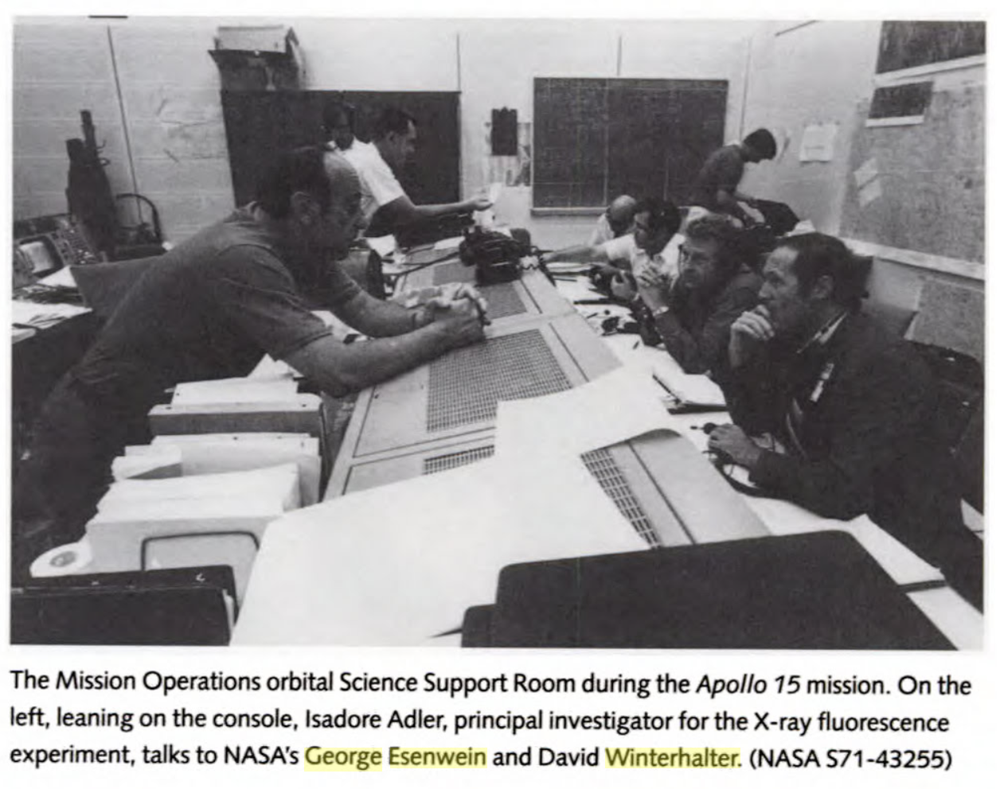 The Mission Operations orbital Science Support Room during the Apollo 15 mission. On the
left, leaning on the console, Isadore Adler, principal investigator for the X-ray fluorescence
experiment, talks to NASA's George Esenwein and David Winterhalter. (NASA S71-43255)